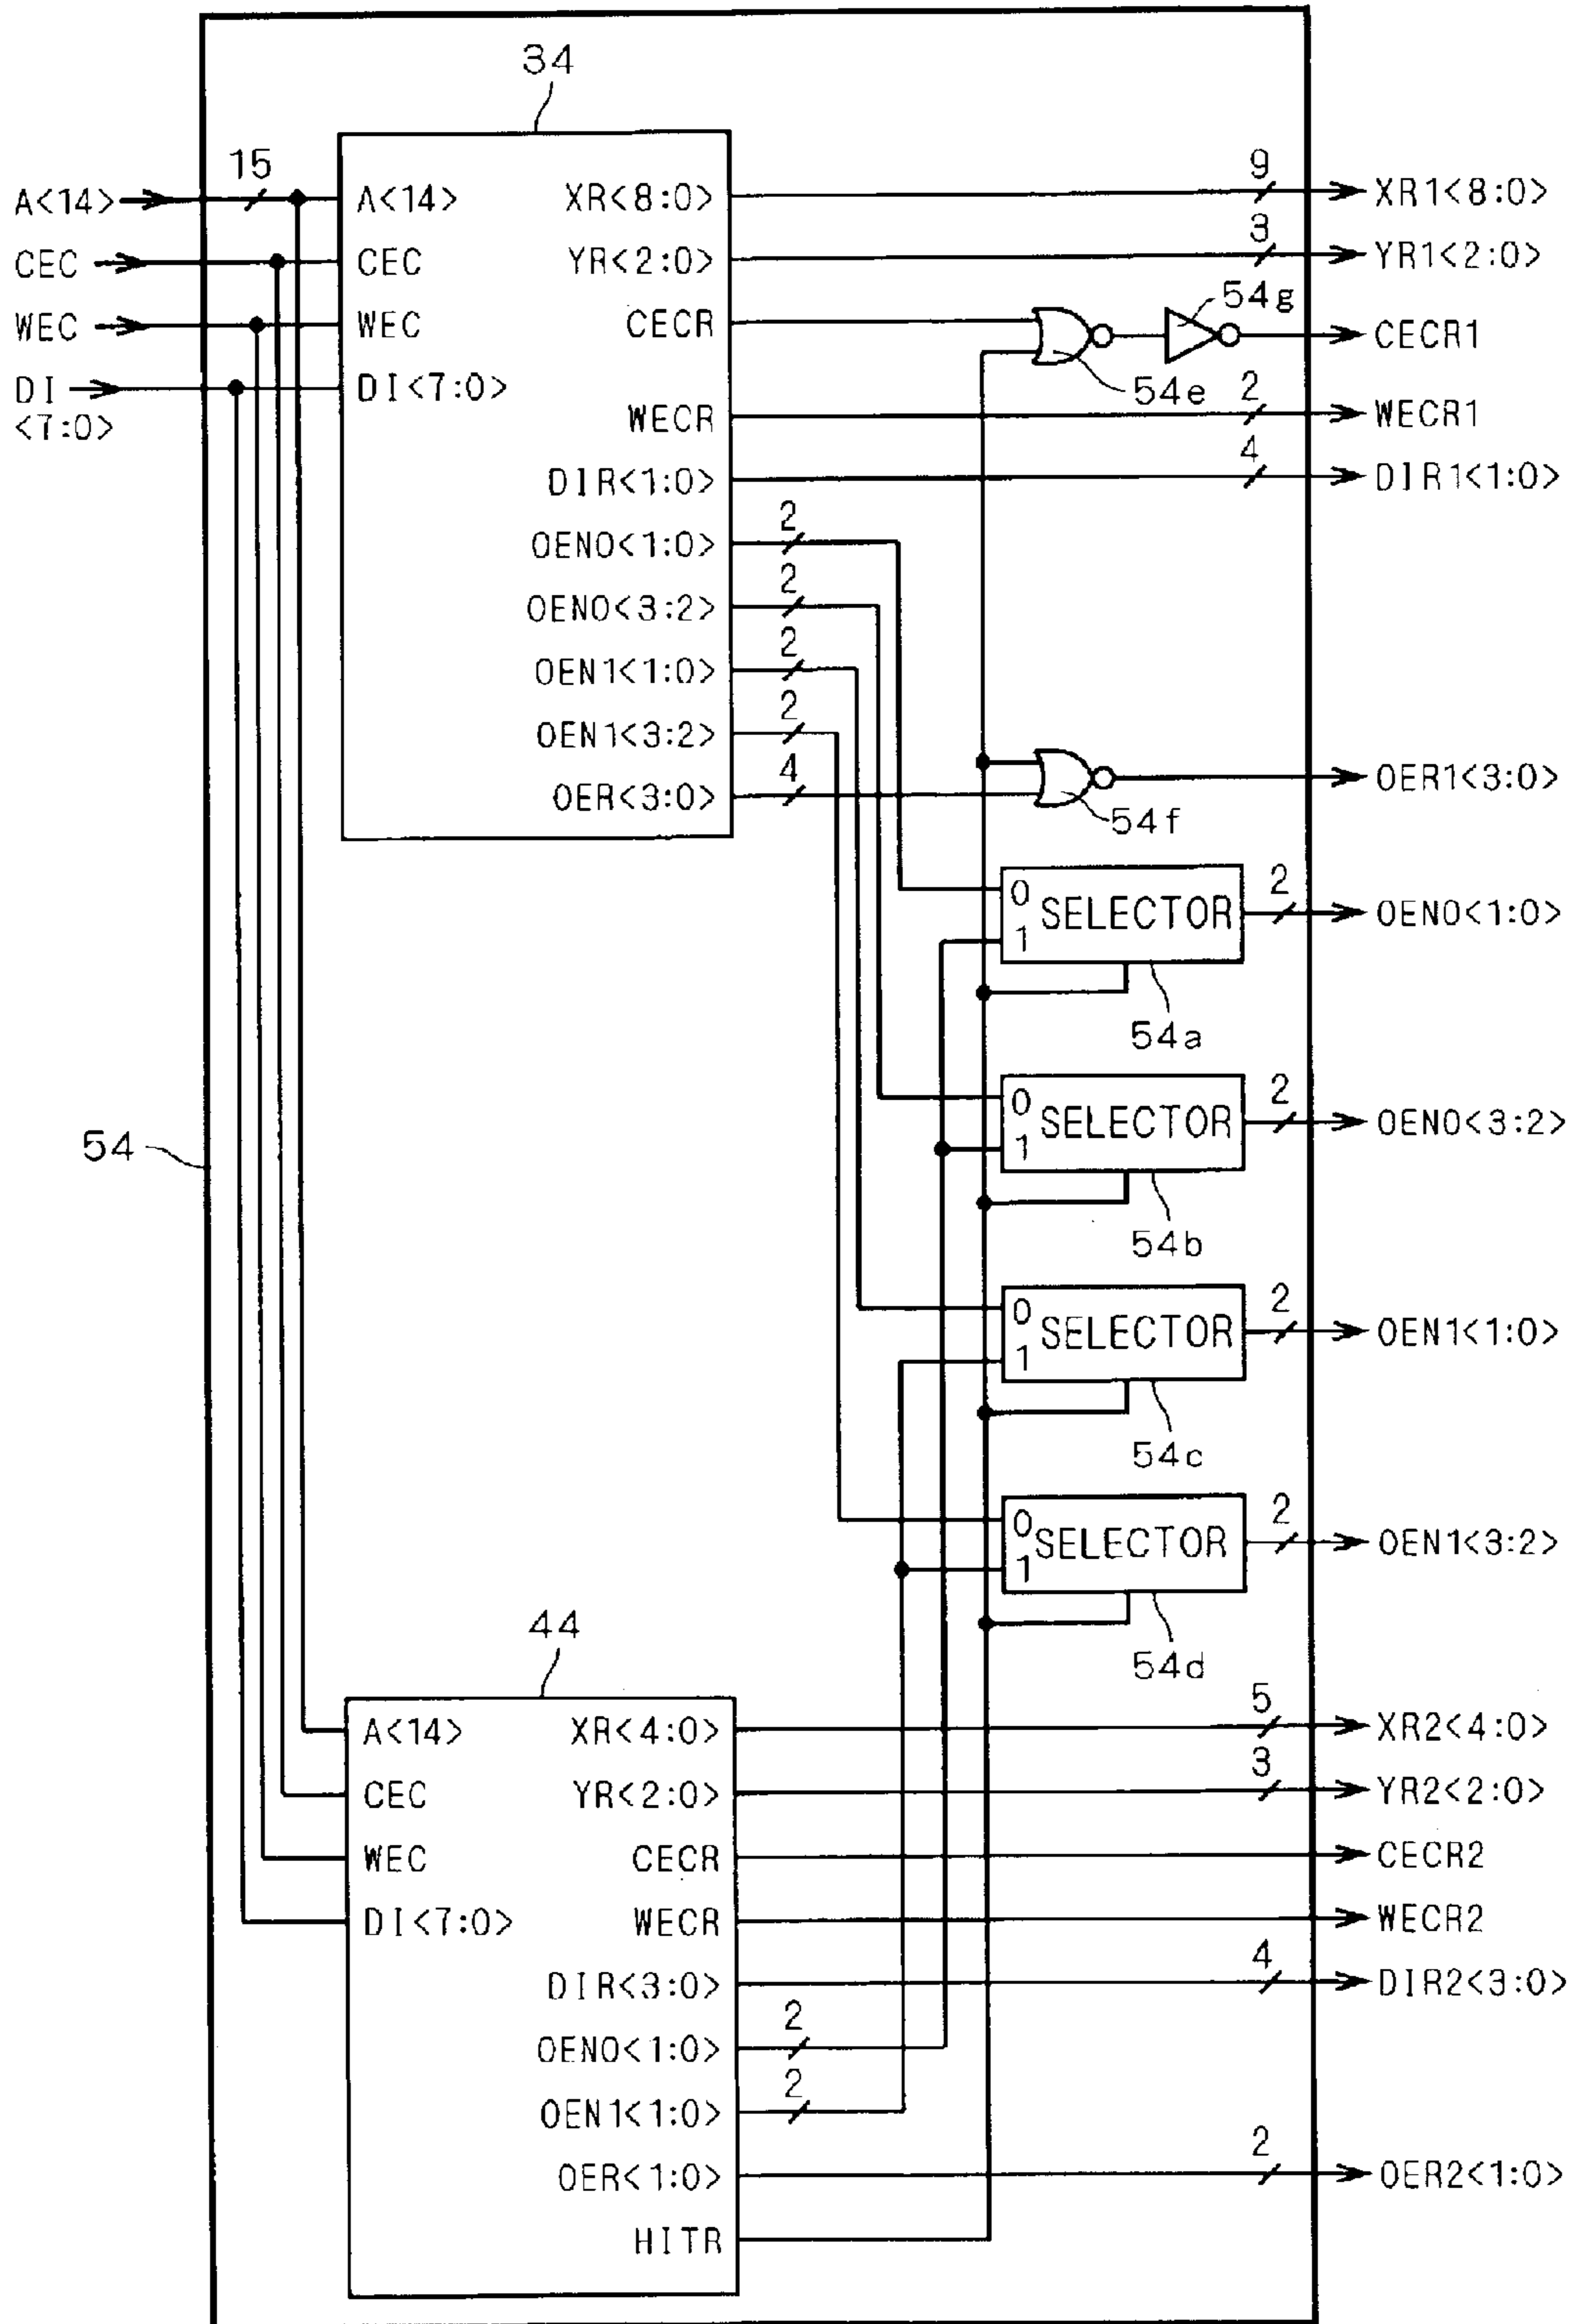 34
15
A<14>
CEC
WEC
DI
<7:0>
A<14>
CEC
WEC
DI<7:0>
XR<8:0>
YR<2:0>
CECR
WECR
DIR<1:0>
OEN0<1:0>
OEN0<3:2>
OEN1<1:0>
OEN1<3:2>
OER<3:0>
2
2
2
2
4
9
XR1<8:0>
3
YR1<2:0>
54g
CECR1
54e
2
WECR1
4
DIR1<1:0>
OER1<3:0>
54f
0
1
SELECTOR
2
OEN0<1:0>
54a
0
1
SELECTOR
2
OEN0<3:2>
54b
54
0
1
SELECTOR
2
OEN1<1:0>
54c
0
1
SELECTOR
2
OEN1<3:2>
54d
44
A<14>
CEC
WEC
DI<7:0>
XR<4:0>
YR<2:0>
CECR
WECR
DIR<3:0>
OEN0<1:0>
OEN1<1:0>
OER<1:0>
HITR
2
2
5
XR2<4:0>
3
YR2<2:0>
CECR2
WECR2
4
DIR2<3:0>
2
OER2<1:0>